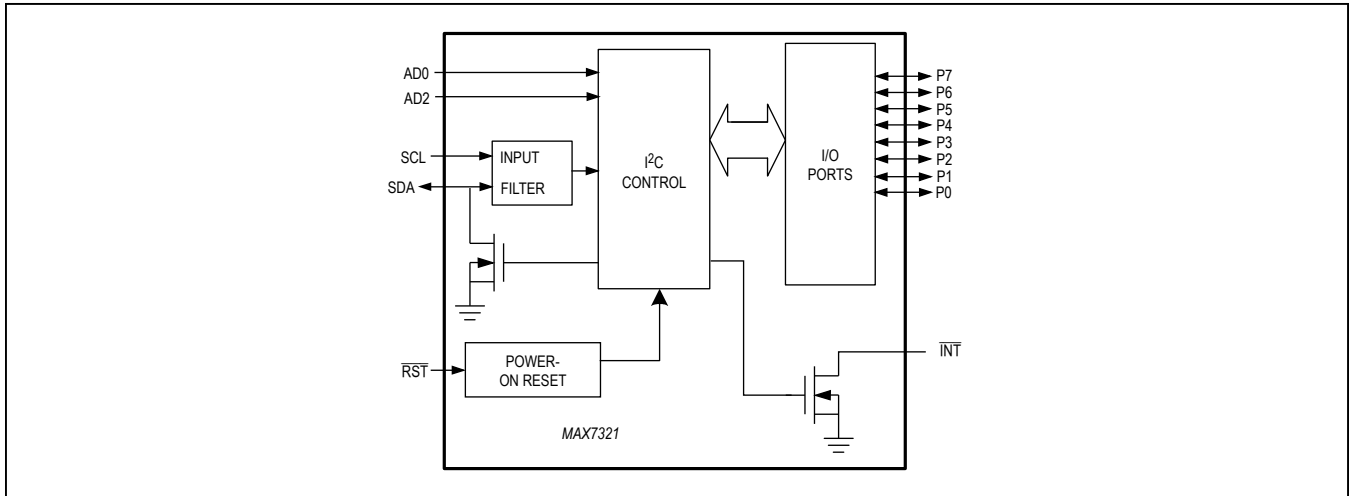 AD0
AD2
SCL
SDA
INPUT
FILTER
I²C
CONTROL
I/O
PORTS
P7
P6
P5
P4
P3
P2
P1
P0
RST
POWER-
ON RESET
INT
MAX7321